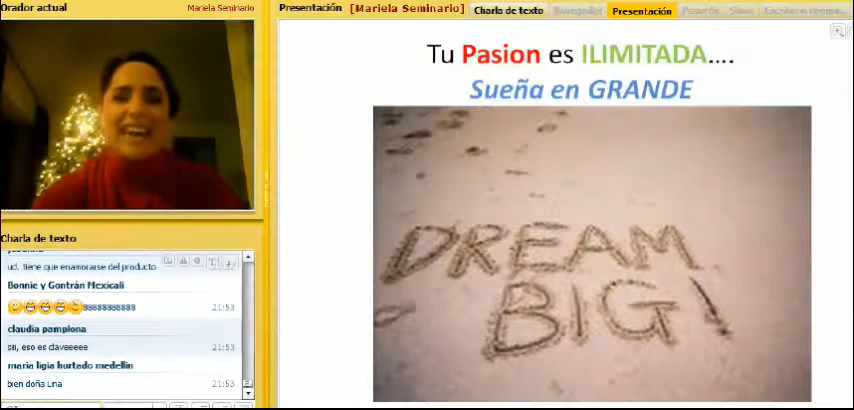 Orador actual
Mariela Seminario
Presentación [Mariela Seminario]
Charla de texto
Presentación
Tu Pasion es ILIMITADA....
Sueña en GRANDE
DREAM
BIG!
Charla de texto
ud. tiene que enamorarse del producto
Bonnie y Gontrán Mexicali
21:53
claudia pamplona
siii, eso es claveeeee
21:53
maria ligia hurtado medellin
bien doña Lina
21:53